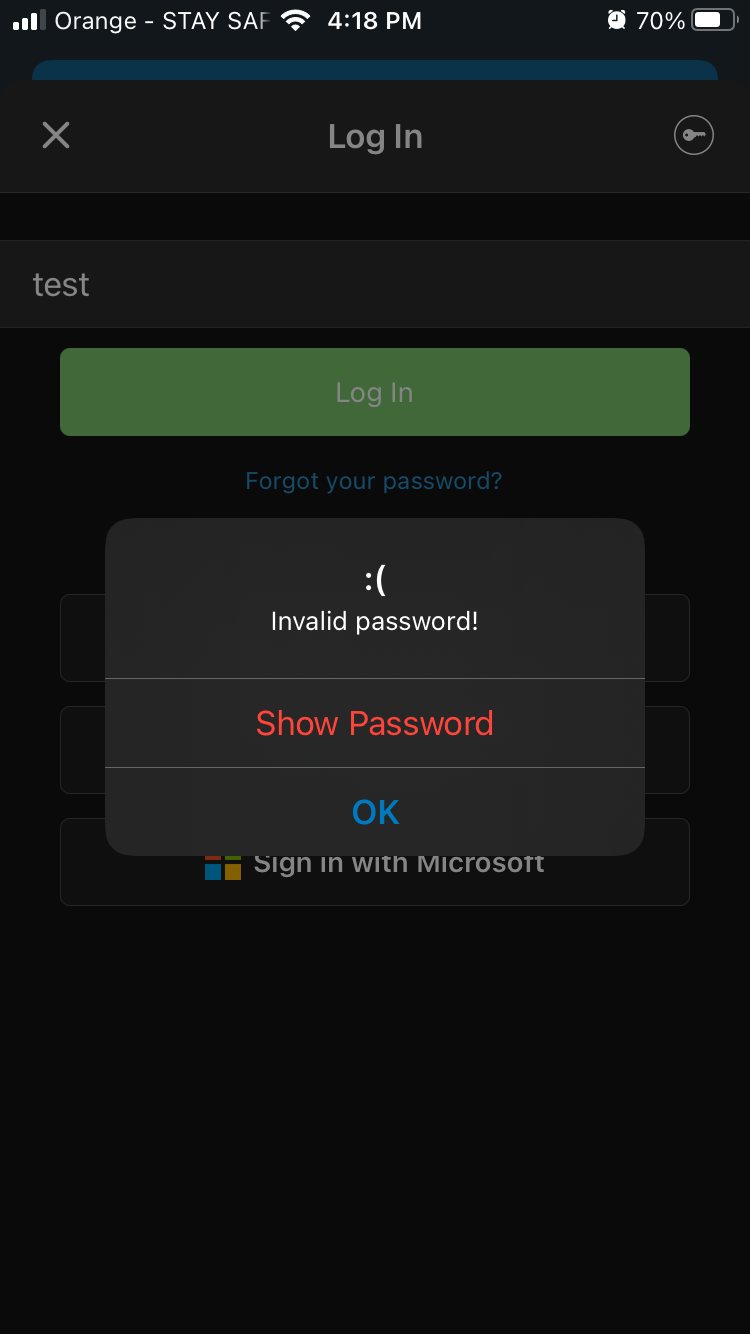 Orange - STAY SAF 4:18 PM 70%
Log In
test
Log In
Forgot your password?
:(
Invalid password!
Show Password
OK
Sign in with Microsoft